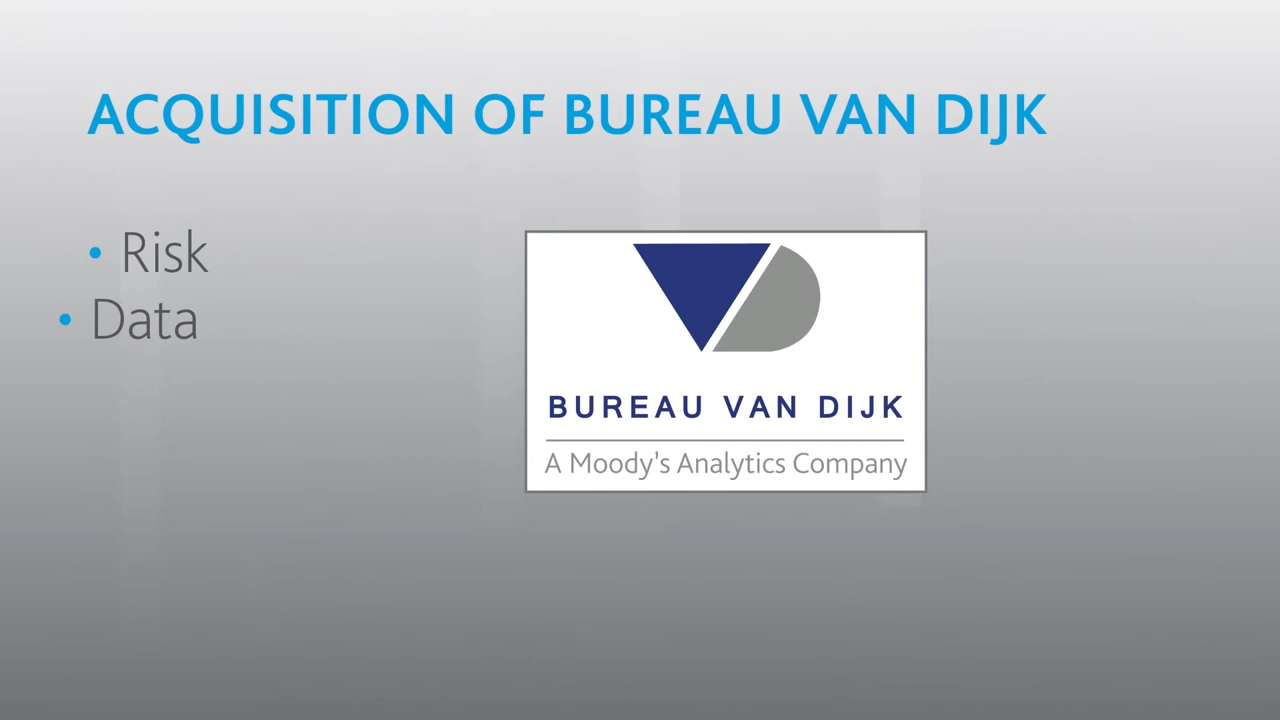 ACQUISITION OF BUREAU VAN DIJK
• Risk
• Data
BUREAU VAN DIJK
A Moody's Analytics Company